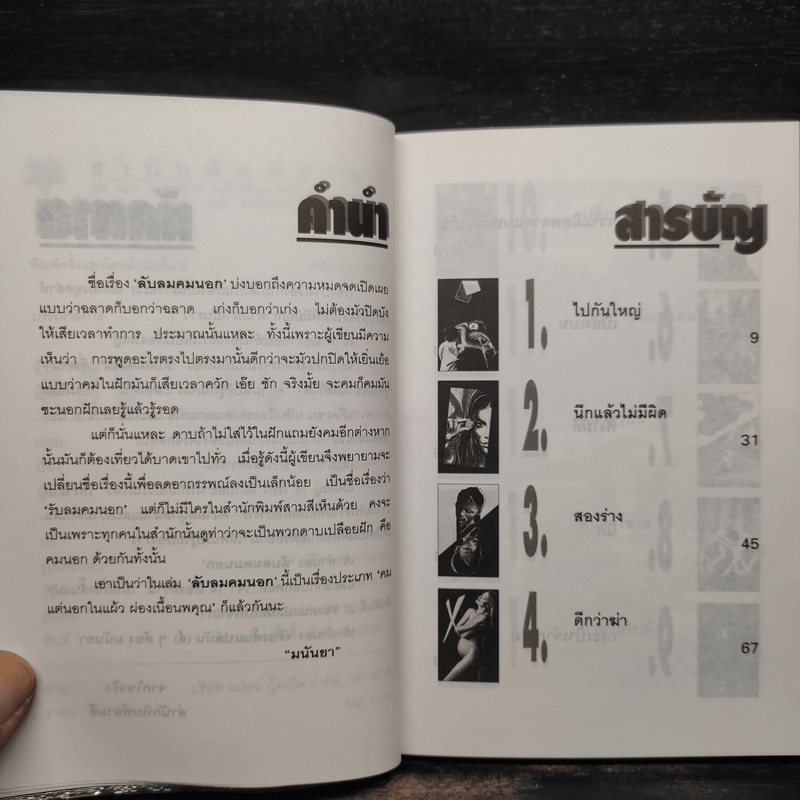 คำนำ
ชื่อเรื่อง ‘ลับลมคมนอก’ บ่งบอกถึงความหมดจดเปิดเผย
แบบว่าฉลาดก็บอกว่าฉลาด เก่งก็บอกว่าเก่ง ไม่ต้องมัวปิดบัง
ให้เสียเวลาทำการ ประมาณนั้นแหละ ทั้งนี้เพราะผู้เขียนมีความ
เห็นว่า การพูดอะไรตรงไปตรงมานั้นดีกว่าจะมัวปกปิดให้เยิ่นเย้อ
แบบว่าคมในฝักมันก็เสียเวลาควัก เอ๊ย ชัก จริงมั้ย จะคมก็คมมัน
ซะนอกฝักเลยรู้แล้วรู้รอด
แต่ก็นั่นแหละ ดาบถ้าไม่ใส่ไว้ในฝักแถมยังคมอีกต่างหาก
นั้นมันก็ต้องเที่ยวได้บาดเขาไปทั่ว เมื่อรู้ดังนี้ผู้เขียนจึงพยายามจะ
เปลี่ยนชื่อเรื่องนี้เพื่อลดอาถรรพณ์ลงเป็นเล็กน้อย เป็นชื่อเรื่องว่า
‘รับลมคมนอก’ แต่ก็ไม่มีใครในสำนักพิมพ์สามสีเห็นด้วย คงจะ
เป็นเพราะทุกคนในสำนักนั้นดูท่าว่าจะเป็นพวกดาบเปลือยฝัก คือ
คมนอก ด้วยกันทั้งนั้น
เอาเป็นว่าในเล่ม ‘ลับลมคมนอก’ นี้เป็นเรื่องประเภท ‘คม
แต่นอกในแผ้ว ผ่องเนื้อนพคุณ’ ก็แล้วกันนะ
“มนันยา”
สารบัญ
1. ไปกันใหญ่ 9
2. นึกแล้วไม่มีผิด 31
3. สองร่าง 45
4. ดีกว่าฆ่า 67